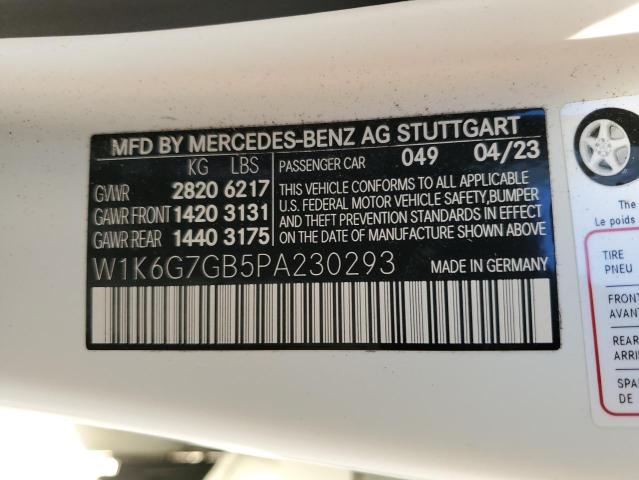 MFD BY MERCEDES-BENZ AG STUTTGART
KG LBS PASSENGER CAR 049 04/23
GVWR 2820 6217
GAWR FRONT 1420 3131
GAWR REAR 1440 3175
THIS VEHICLE CONFORMS TO ALL APPLICABLE
U.S. FEDERAL MOTOR VEHICLE SAFETY, BUMPER
AND THEFT PREVENTION STANDARDS IN EFFECT
ON THE DATE OF MANUFACTURE SHOWN ABOVE
W1K6G7GB5PA230293 MADE IN GERMANY
The
Le poids
TIRE
PNEU
FRONT
AVANT
REAR
ARRI
SPA
DE